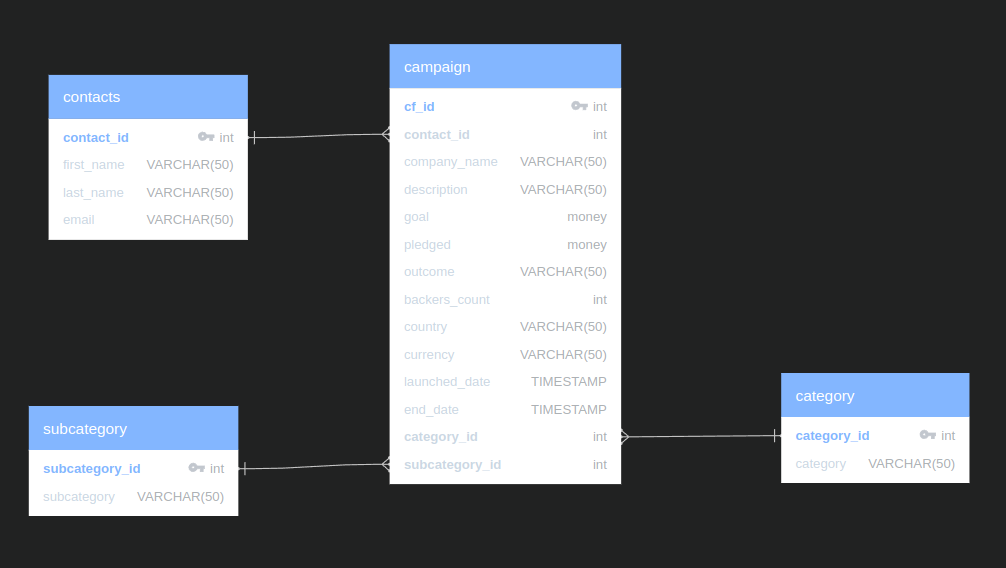 contacts
contact_id int
first_name VARCHAR(50)
last_name VARCHAR(50)
email VARCHAR(50)
campaign
cf_id int
contact_id int
company_name VARCHAR(50)
description VARCHAR(50)
goal money
pledged money
outcome VARCHAR(50)
backers_count int
country VARCHAR(50)
currency VARCHAR(50)
launched_date TIMESTAMP
end_date TIMESTAMP
category_id int
subcategory_id int
subcategory
subcategory_id int
subcategory VARCHAR(50)
category
category_id int
category VARCHAR(50)